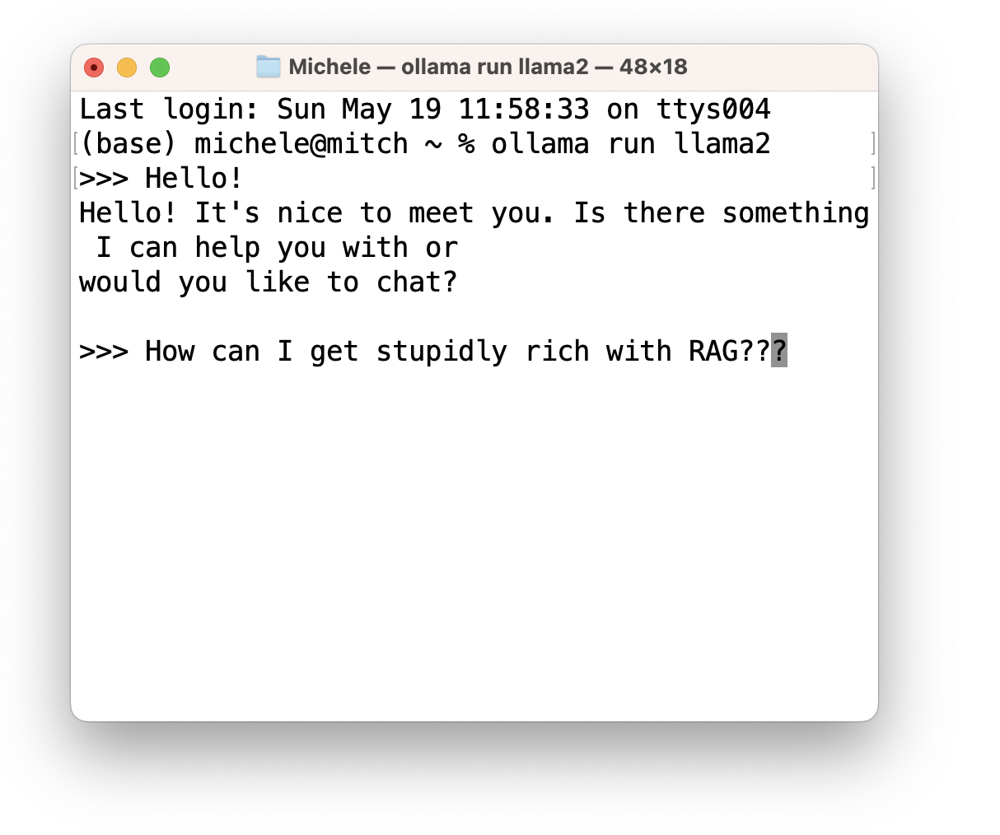 Michele — ollama run llama2 — 48×18
Last login: Sun May 19 11:58:33 on ttys004
(base) michele@mitch ~ % ollama run llama2
>>> Hello!
Hello! It's nice to meet you. Is there something
I can help you with or
would you like to chat?
>>> How can I get stupidly rich with RAG???